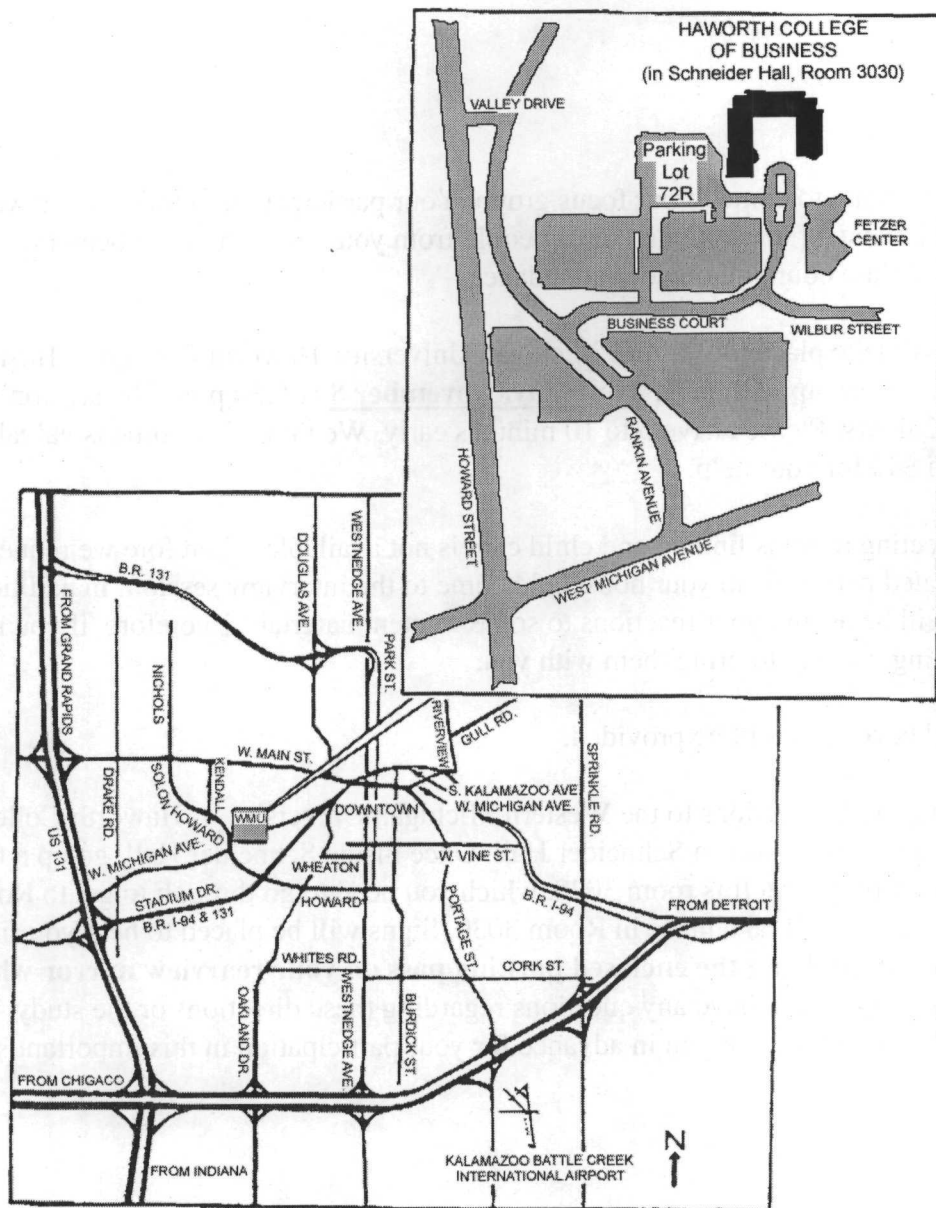 HAWORTH COLLEGE
OF BUSINESS
(in Schneider Hall, Room 3030)
VALLEY DRIVE
Parking
Lot
72R
FETZER
CENTER
BUSINESS COURT
WILBUR STREET
RANKIN AVENUE
HOWARD STREET
WEST MICHIGAN AVENUE
B.R. 131
FROM GRAND RAPIDS
DOUGLAS AVE.
WESTNEDGE AVE.
PARK ST.
NICHOLS
W. MAIN ST.
RIVERVIEW
GULL RD.
SPRINKLE RD.
DRAKE RD.
SOLON
KENDALL
HOWARD
WMU
DOWNTOWN
S. KALAMAZOO AVE.
W. MICHIGAN AVE.
US 131
W. MICHIGAN AVE.
WHEATON
W. VINE ST.
STADIUM DR.
B.R. I-94 & 131
HOWARD
PORTAGE ST.
B.R. I-94
FROM DETROIT
WHITES RD.
CORK ST.
OAKLAND DR.
WESTNEDGE AVE.
BURDICK ST.
FROM CHIGACO
FROM INDIANA
KALAMAZOO BATTLE CREEK
INTERNATIONAL AIRPORT
N